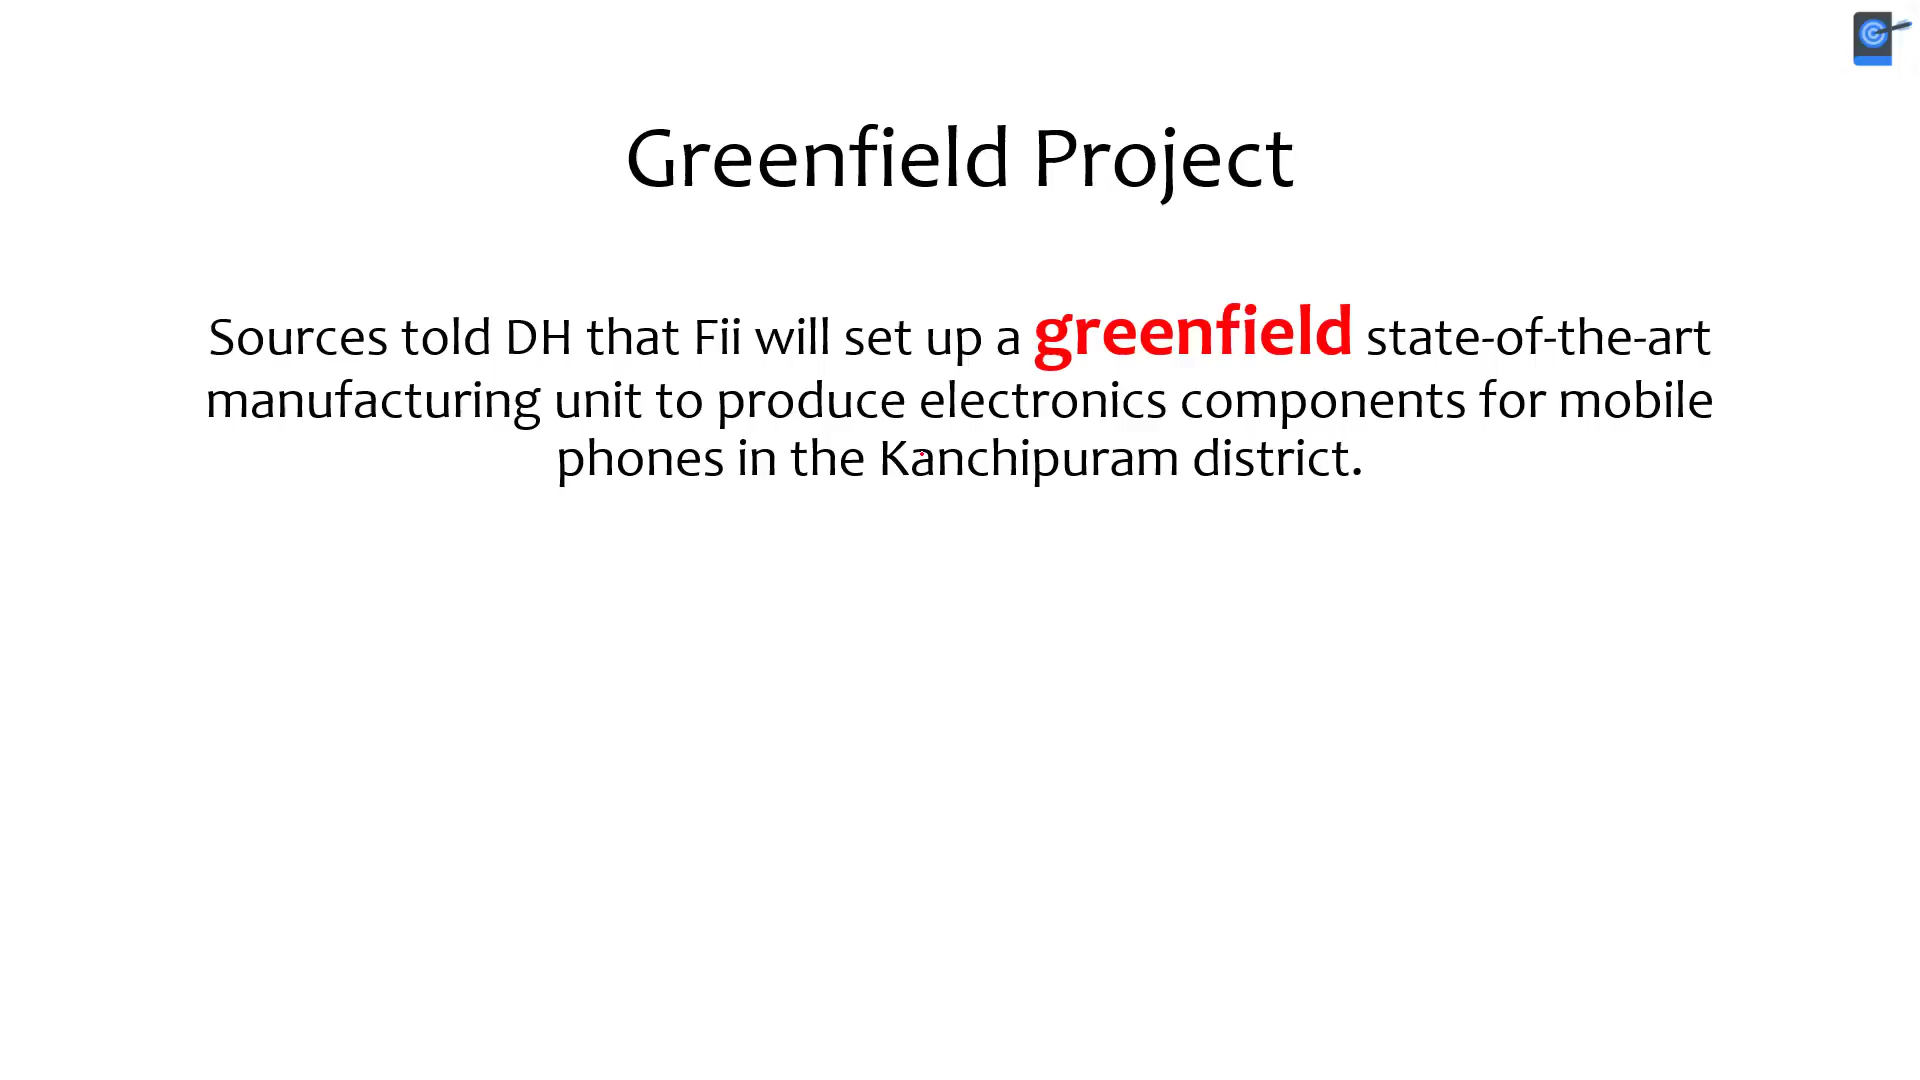 Greenfield Project
Sources told DH that Fii will set up a greenfield state-of-the-art
manufacturing unit to produce electronics components for mobile
phones in the Kanchipuram district.